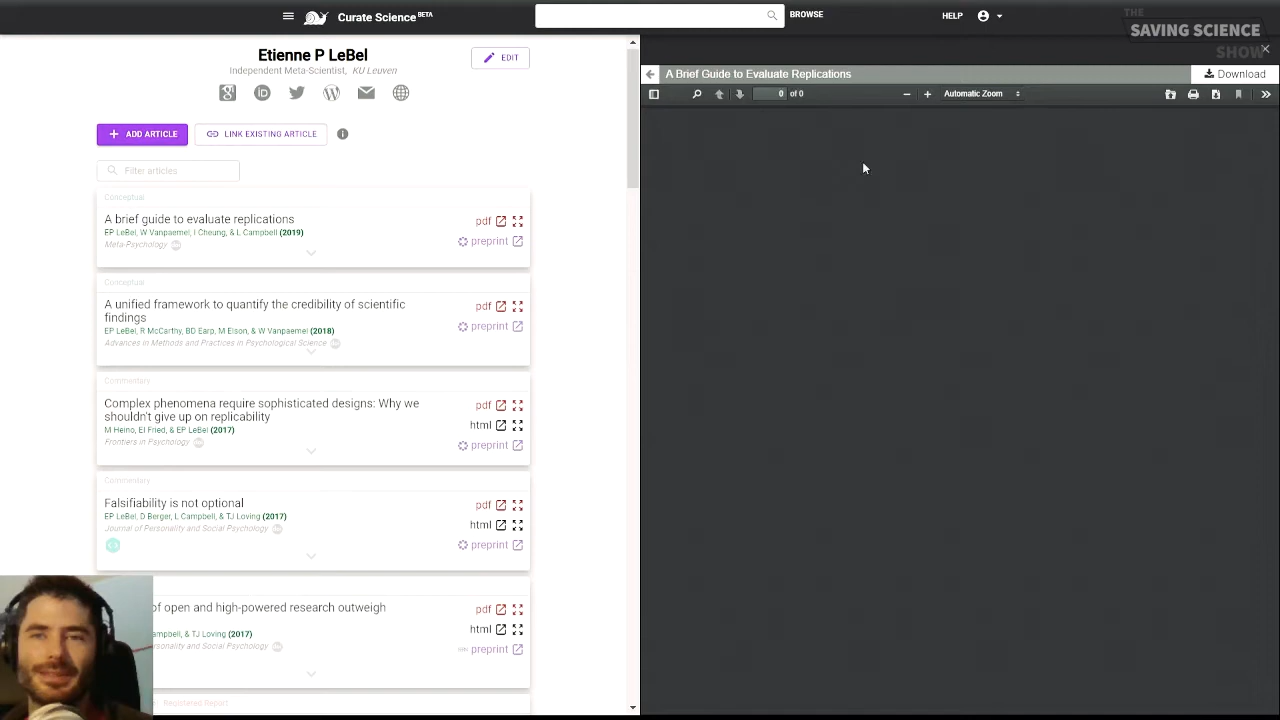 Curate Science BETA
BROWSE
HELP
THE
SAVING SCIENCE
SHOW
Etienne P LeBel
Independent Meta-Scientist, KU Leuven
EDIT
ADD ARTICLE
LINK EXISTING ARTICLE
Filter articles
Conceptual
A brief guide to evaluate replications
EP LeBel, W Vanpaemel, I Cheung, & L Campbell (2019)
Meta-Psychology
pdf
preprint
Conceptual
A unified framework to quantify the credibility of scientific
findings
EP LeBel, R McCarthy, BD Earp, M Elson, & W Vanpaemel (2018)
Advances in Methods and Practices in Psychological Science
pdf
preprint
Commentary
Complex phenomena require sophisticated designs: Why we
shouldn't give up on replicability
M Heino, EI Fried, & EP LeBel (2017)
Frontiers in Psychology
pdf
html
preprint
Commentary
Falsifiability is not optional
EP LeBel, D Berger, L Campbell, & TJ Loving (2017)
Journal of Personality and Social Psychology
pdf
html
preprint
of open and high-powered research outweigh
ampbell, & TJ Loving (2017)
ersonality and Social Psychology
pdf
html
preprint
Registered Report
A Brief Guide to Evaluate Replications
Download
0 of 0
Automatic Zoom